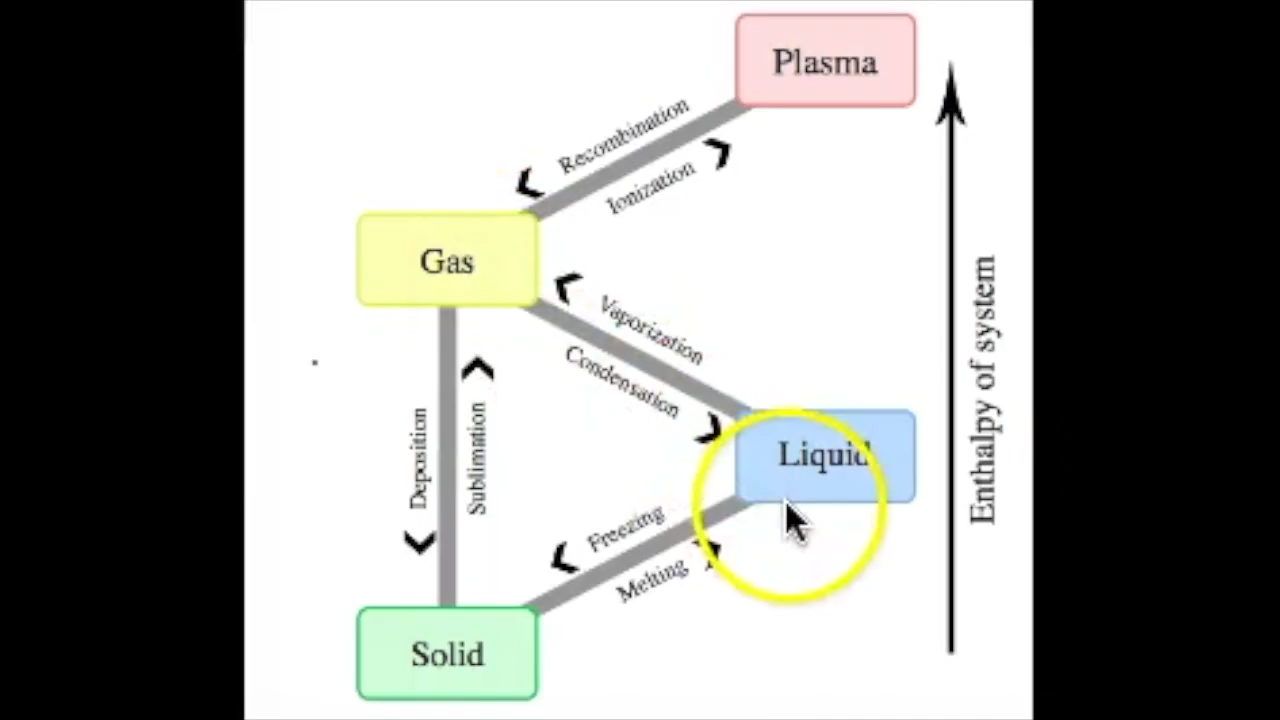 Plasma
Recombination
Ionization
Gas
Vaporization
Condensation
Deposition
Sublimation
Liquid
Freezing
Melting
Solid
Enthalpy of system